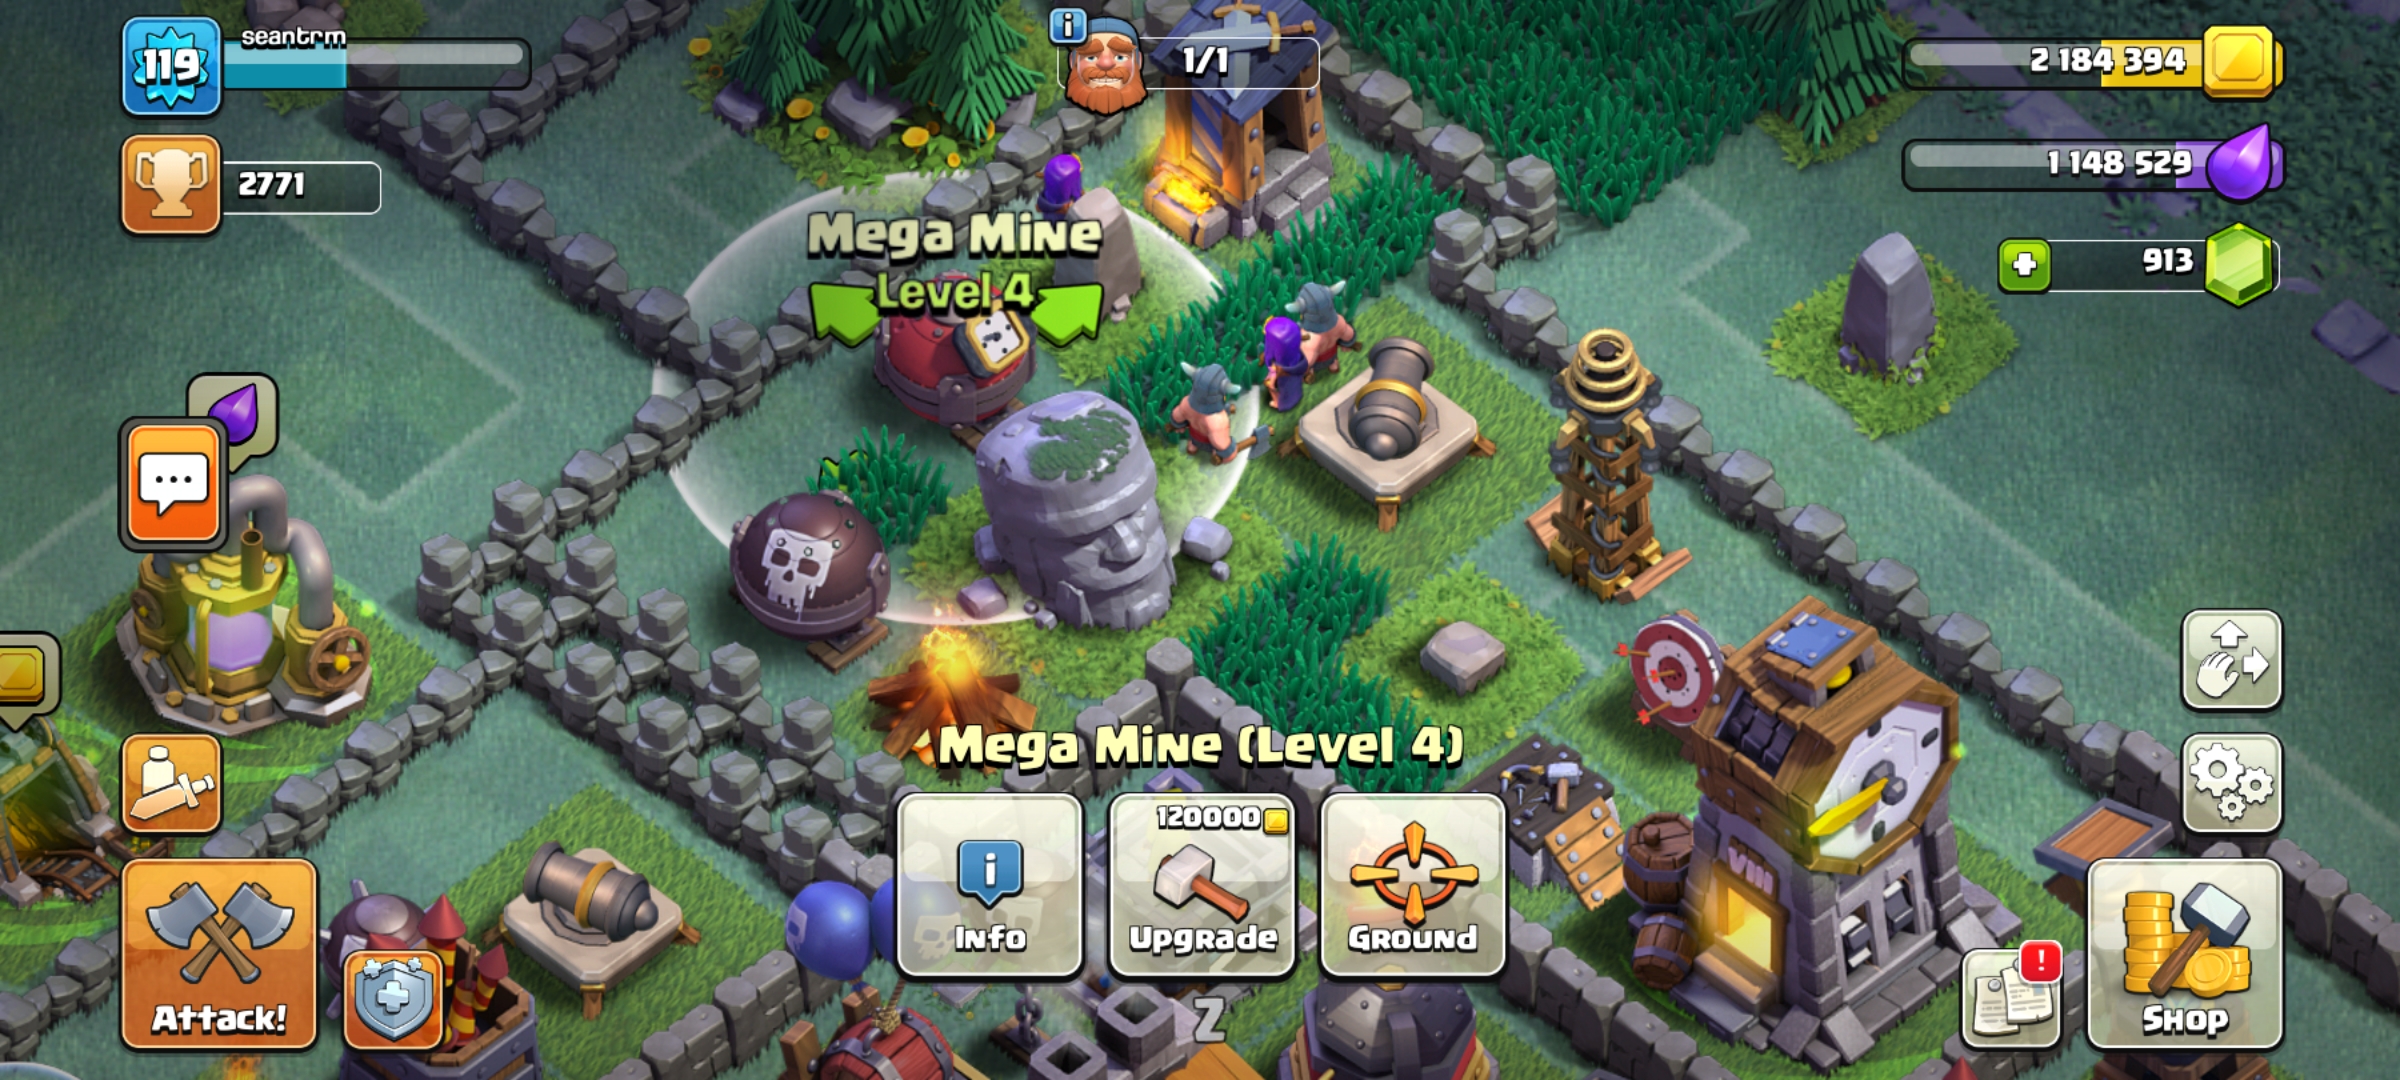 119
seantrm
i
1/1
2 184 394
2771
1 148 529
913
Mega Mine
Level 4
Mega Mine (Level 4)
VIII
i
Info
120000
Upgrade
Ground
!
Attack!
Z
Shop